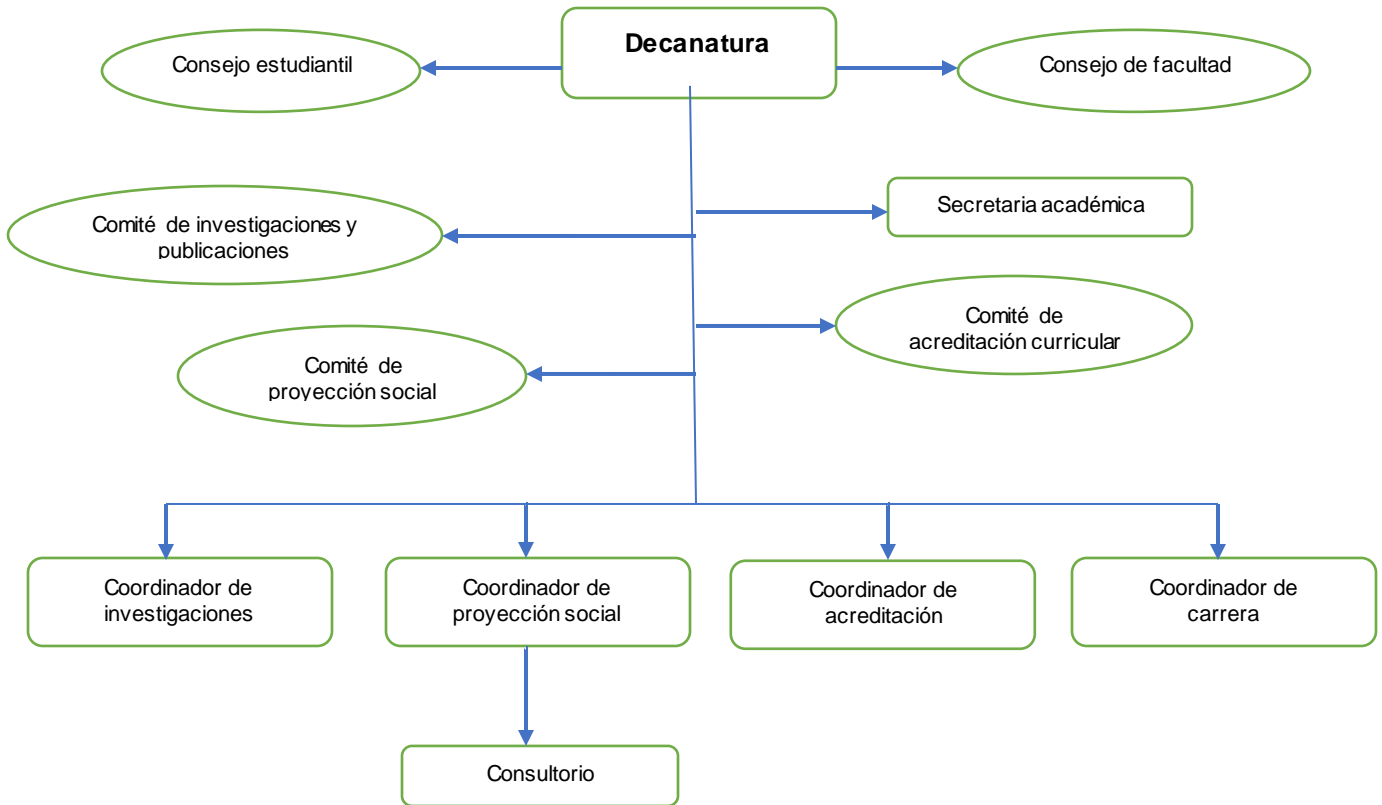 Decanatura
Consejo estudiantil
Consejo de facultad
Secretaria académica
Comité de investigaciones y
publicaciones
Comité de
acreditación curricular
Comité de
proyección social
Coordinador de
investigaciones
Coordinador de
proyección social
Coordinador de
acreditación
Coordinador de
carrera
Consultorio